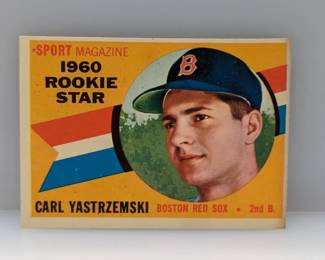 •SPORT MAGAZINE
1960
ROOKIE
STAR
B
CARL YASTRZEMSKI BOSTON RED SOX • 2nd B.